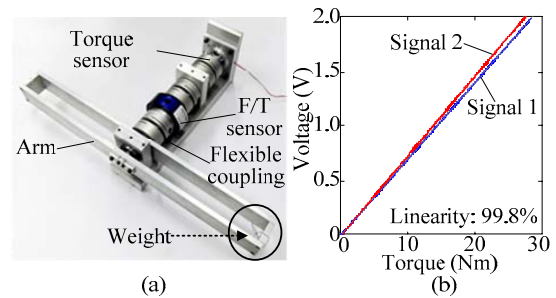 Torque
sensor
F/T
sensor
Arm
Flexible
coupling
Weight
(a)
Voltage (V)
2.0
1.5
1.0
0.5
0
Signal 2
Signal 1
Linearity: 99.8%
0 10 20 30
Torque (Nm)
(b)